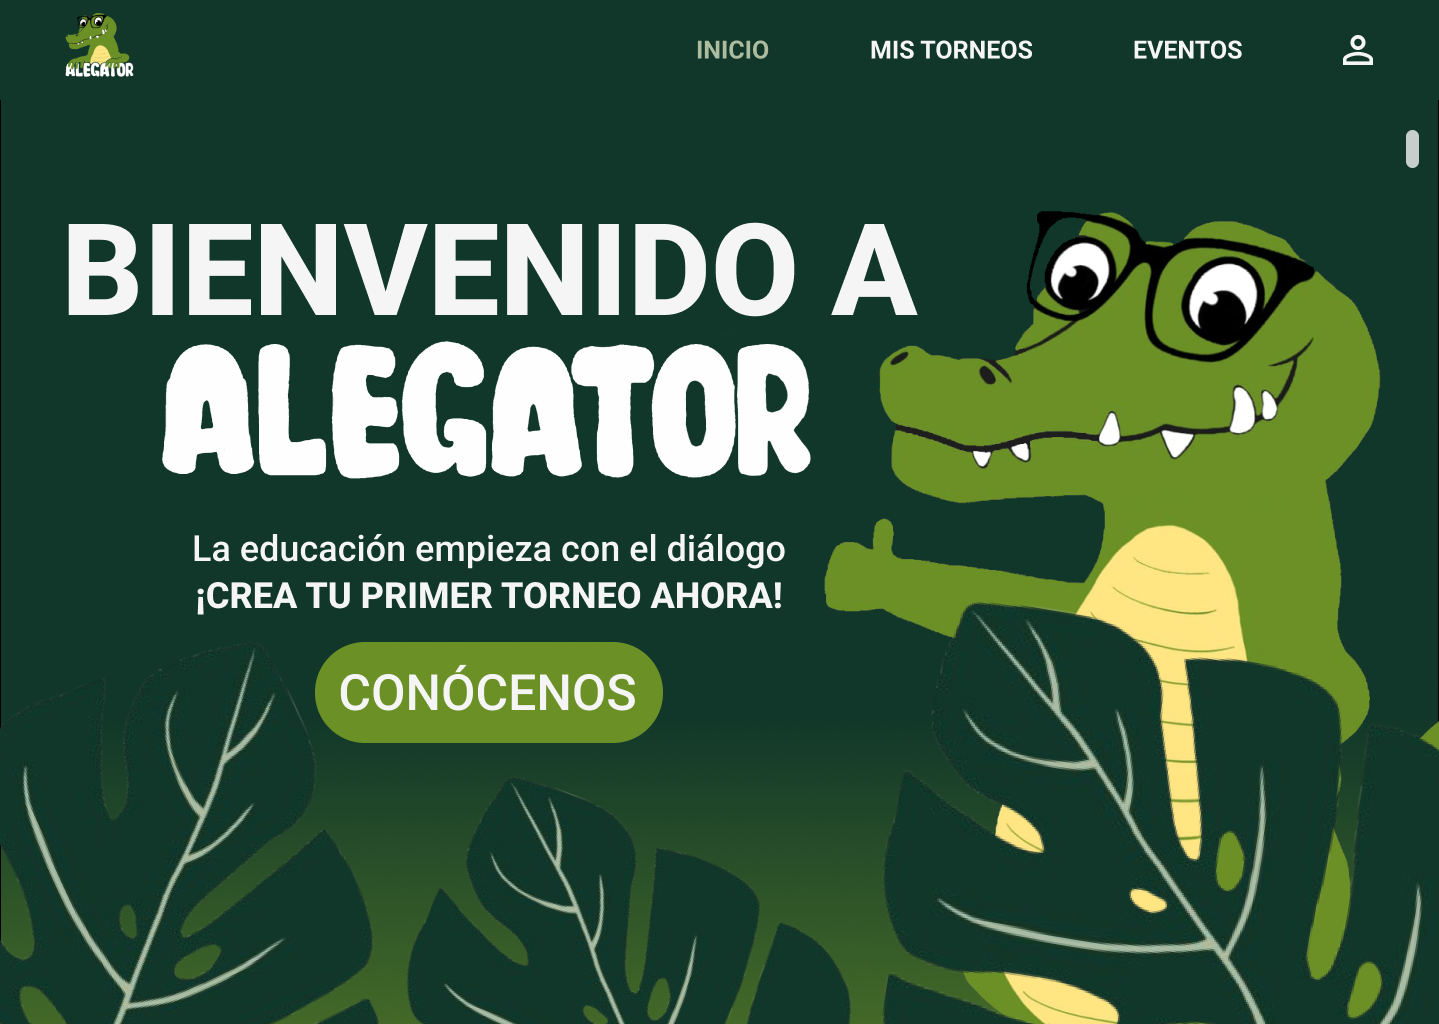 ALEGATOR
INICIO
MIS TORNEOS
EVENTOS
BIENVENIDO A
ALEGATOR
La educación empieza con el diálogo
¡CREA TU PRIMER TORNEO AHORA!
CONÓCENOS